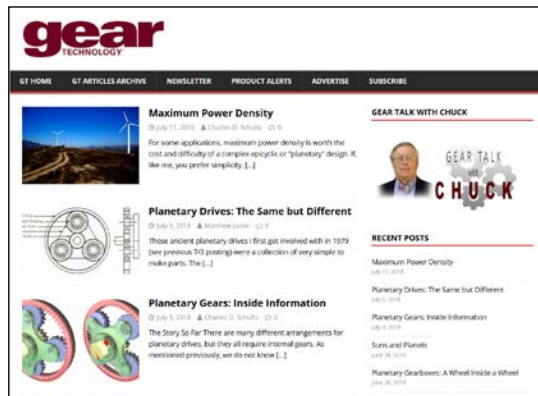 gear
TECHNOLOGY
GT HOME
GT ARTICLES ARCHIVE
NEWSLETTER
PRODUCT ALERTS
ADVERTISE
SUBSCRIBE
Maximum Power Density
July 11, 2018 Charles D. Schultz 0
For some applications, maximum power density is worth the
cost and difficulty of a complex epicyclic or "planetary" design. If,
like me, you prefer simplicity, [...]
Planetary Drives: The Same but Different
July 5, 2018 Matthew Jaster 0
Those ancient planetary drives I first got involved with in 1979
(see previous 7/3 posting) were a collection of very simple to
make parts. The [...]
Planetary Gears: Inside Information
July 3, 2018 Charles D. Schultz 0
The Story So Far There are many different arrangements for
planetary drives, but they all require internal gears. As
mentioned previously, we do not know [...]
GEAR TALK WITH CHUCK
GEAR TALK
with
CHUCK
RECENT POSTS
Maximum Power Density
July 11, 2018
Planetary Drives: The Same but Different
July 5, 2018
Planetary Gears: Inside Information
July 3, 2018
Suns and Planets
June 28, 2018
Planetary Gearboxes: A Wheel Inside a Wheel
June 26, 2018